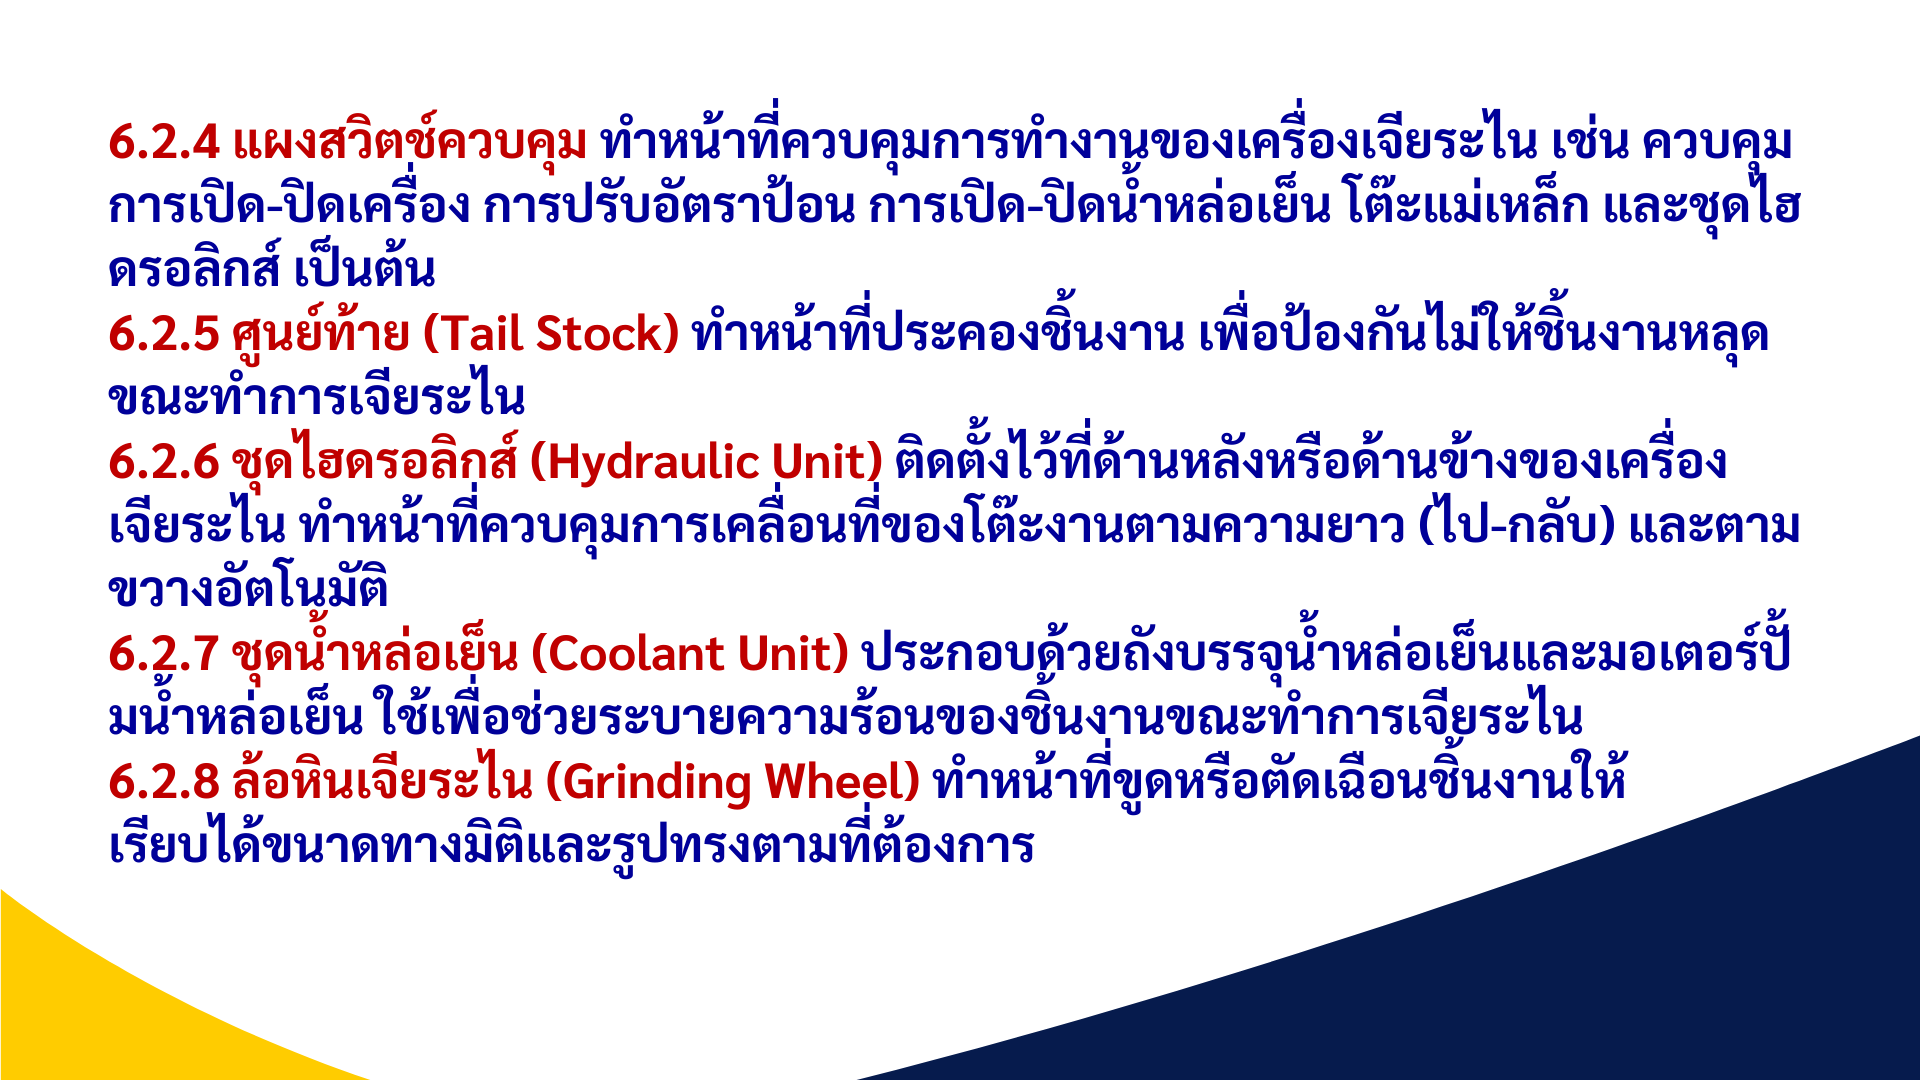 6.2.4 แผงสวิตช์ควบคุม ทำหน้าที่ควบคุมการทำงานของเครื่องเจียระไน เช่น ควบคุม
การเปิด-ปิดเครื่อง การปรับอัตราป้อน การเปิด-ปิดน้ำหล่อเย็น โต๊ะแม่เหล็ก และชุดไฮ
ดรอลิกส์ เป็นต้น
6.2.5 ศูนย์ท้าย (Tail Stock) ทำหน้าที่ประคองชิ้นงาน เพื่อป้องกันไม่ให้ชิ้นงานหลุด
ขณะทำการเจียระไน
6.2.6 ชุดไฮดรอลิกส์ (Hydraulic Unit) ติดตั้งไว้ที่ด้านหลังหรือด้านข้างของเครื่อง
เจียระไน ทำหน้าที่ควบคุมการเคลื่อนที่ของโต๊ะงานตามความยาว (ไป-กลับ) และตาม
ขวางอัตโนมัติ
6.2.7 ชุดน้ำหล่อเย็น (Coolant Unit) ประกอบด้วยถังบรรจุน้ำหล่อเย็นและมอเตอร์ปั้
มน้ำหล่อเย็น ใช้เพื่อช่วยระบายความร้อนของชิ้นงานขณะทำการเจียระไน
6.2.8 ล้อหินเจียระไน (Grinding Wheel) ทำหน้าที่ขูดหรือตัดเฉือนชิ้นงานให้
เรียบได้ขนาดทางมิติและรูปทรงตามที่ต้องการ